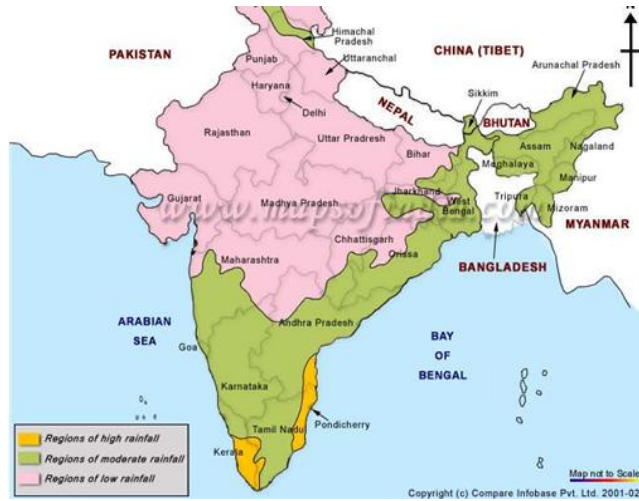 N
Himachal
Pradesh
PAKISTAN
CHINA (TIBET)
Uttaranchal
Punjab
Arunachal Pradesh
Haryana
Sikkim
NEPAL
Delhi
BHUTAN
Rajasthan
Uttar Pradesh
Assam
Nagaland
Bihar
Meghalaya
Manipur
Jharkhand
Gujarat
Madhya Pradesh
West
Bengal
Tripura
Mizoram
www.mapsofindia.com
MYANMAR
Chhattisgarh
Orissa
Maharashtra
BANGLADESH
ARABIAN
SEA
Andhra Pradesh
BAY
OF
BENGAL
Goa
Karnataka
Pondicherry
Tamil Nadu
Kerala
Regions of high rainfall
Regions of moderate rainfall
Regions of low rainfall
Map not to Scale
Copyright (c) Compare Infobase Pvt. Ltd. 2001-02